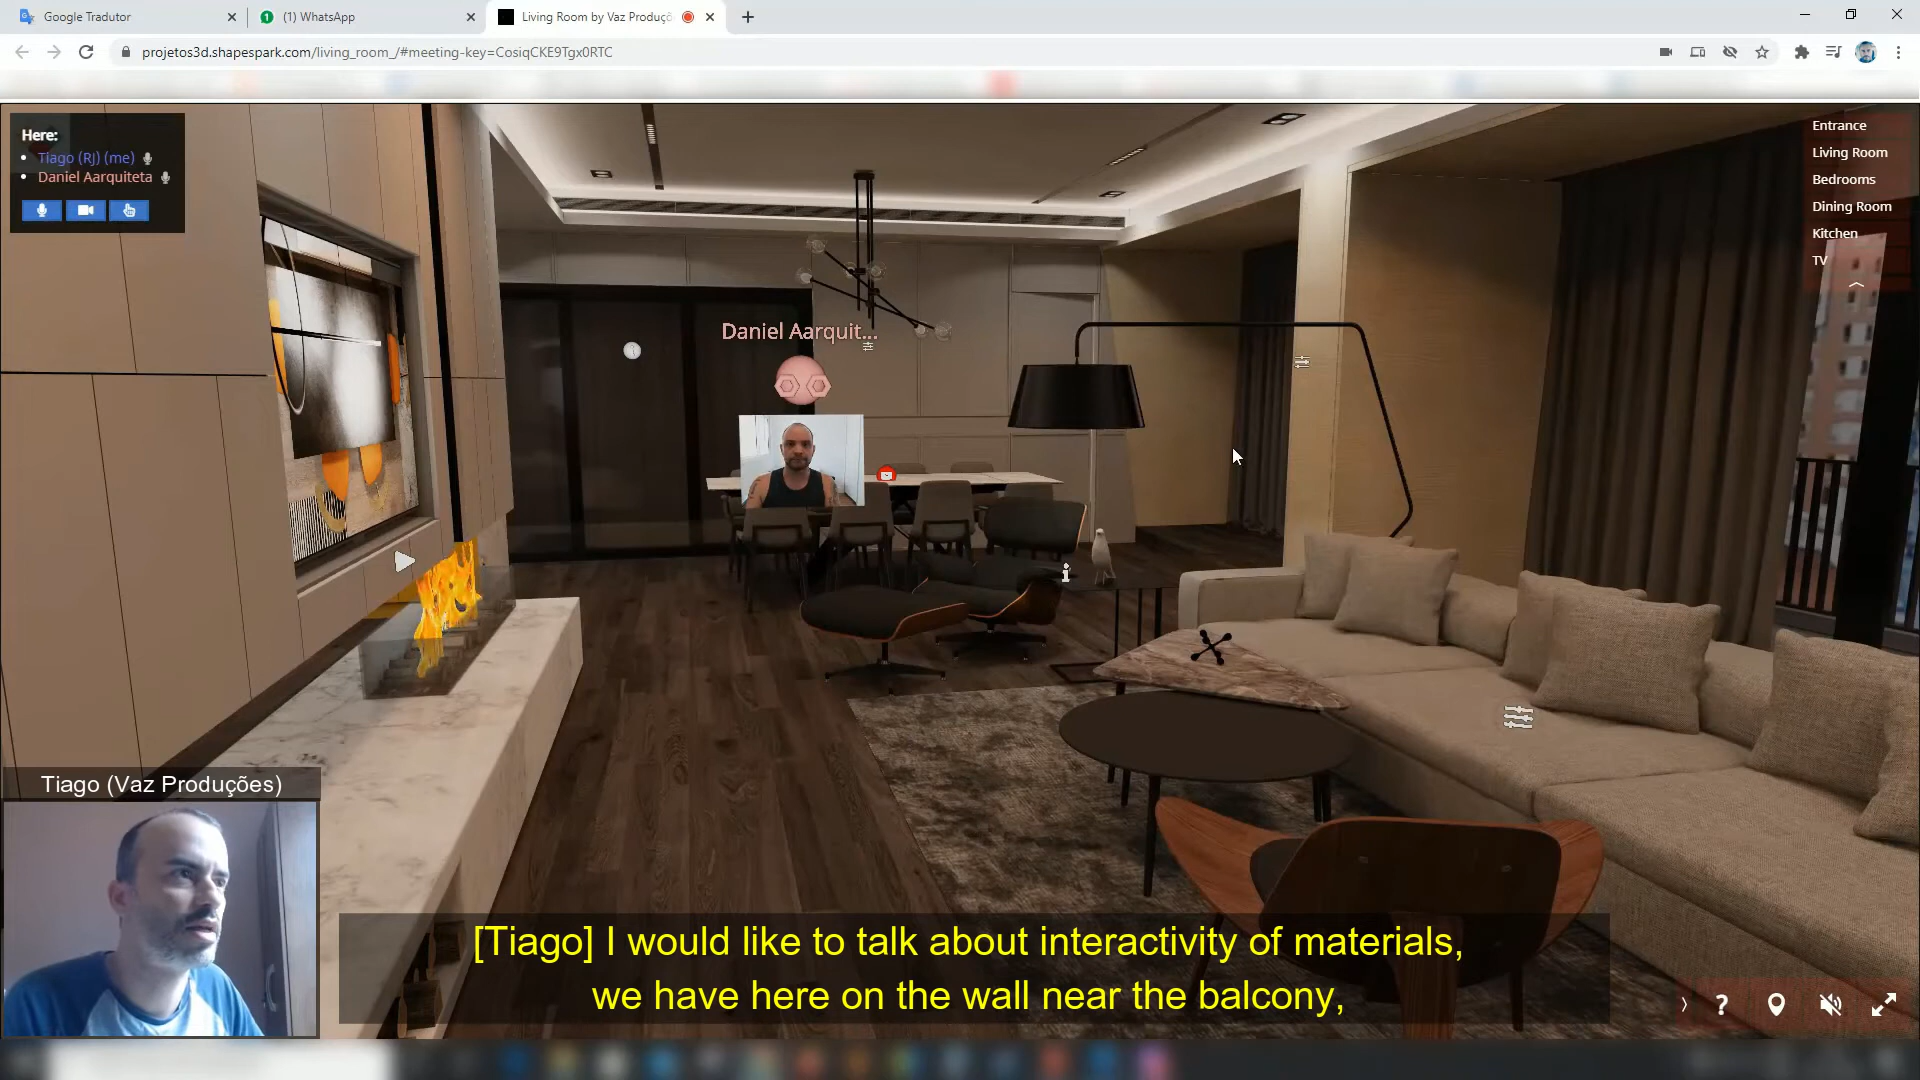 Google Tradutor
(1) WhatsApp
Living Room by Vaz Produçõ
projetos3d.shapespark.com/living_room_/#meeting-key=CosiqCKE9Tgx0RTC
Here:
Tiago (RJ) (me)
Daniel Aarquiteta
Entrance
Living Room
Bedrooms
Dining Room
Kitchen
TV
Daniel Aarquit...
Tiago (Vaz Produções)
[Tiago] I would like to talk about interactivity of materials,
we have here on the wall near the balcony,